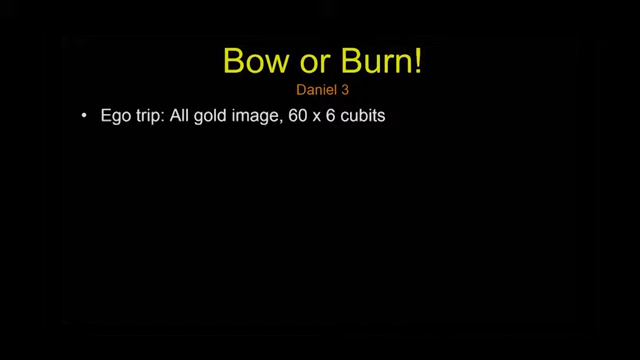 Bow or Burn!
Daniel 3
• Ego trip: All gold image, 60 x 6 cubits